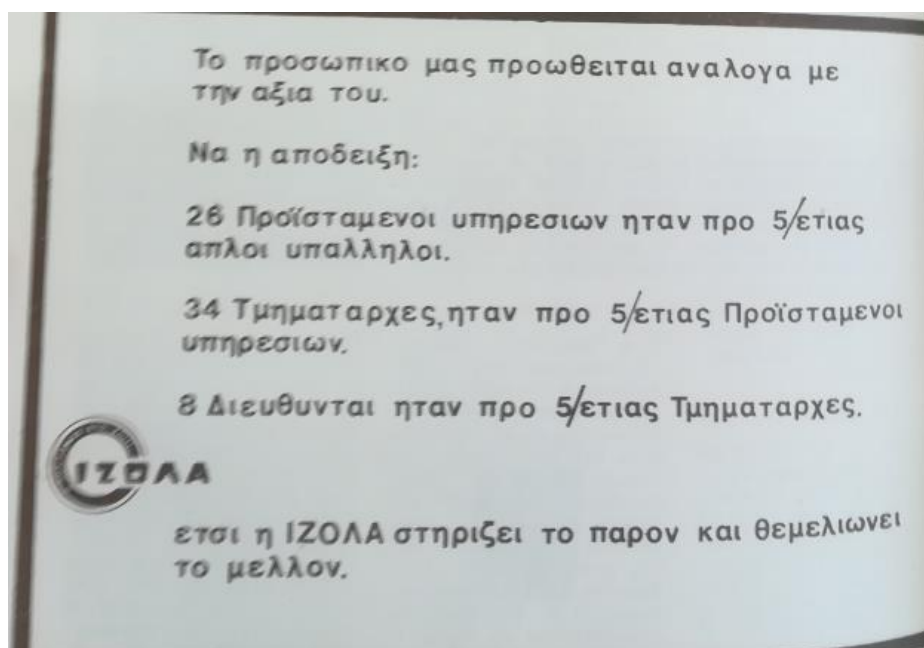 Το προσωπικο μας προωθειται αναλογα με
την αξια του.
Να η αποδειξη:
26 Προϊσταμενοι υπηρεσιων ηταν προ 5/ετιας
απλοι υπαλληλοι.
34 Τμηματαρχες,ηταν προ 5/ετιας Προϊσταμενοι
υπηρεσιων.
8 Διευθυνται ηταν προ 5/ετιας Τμηματαρχες.
ΙΖΟΛΑ
ετσι η ΙΖΟΛΑ στηριζει το παρον και θεμελιωνει
το μελλον.